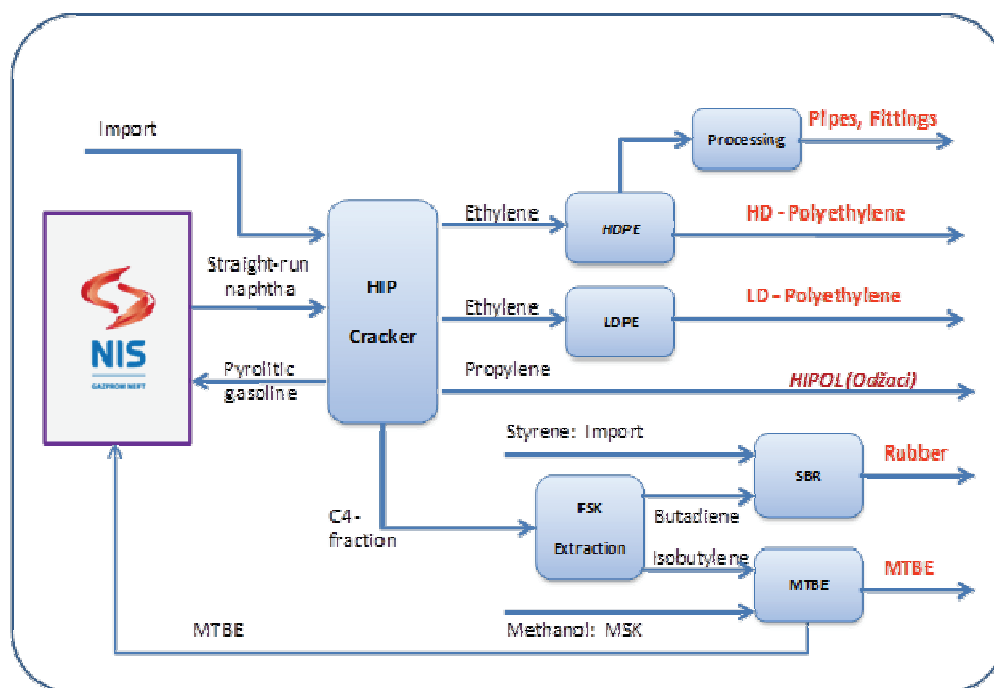 Import
Processing
Pipes, Fittings
Ethylene
HDPE
HD - Polyethylene
Straight-run
naphtha
HIP
Cracker
Ethylene
LDPE
LD - Polyethylene
NIS
GAZPROM NEFT
Pyrolitic
gasoline
Propylene
HIPOL (Odžaci)
Styrene: Import
SBR
Rubber
C4-
fraction
FSK
Extraction
Butadiene
Isobutylene
MTBE
MTBE
MTBE
Methanol: MSK